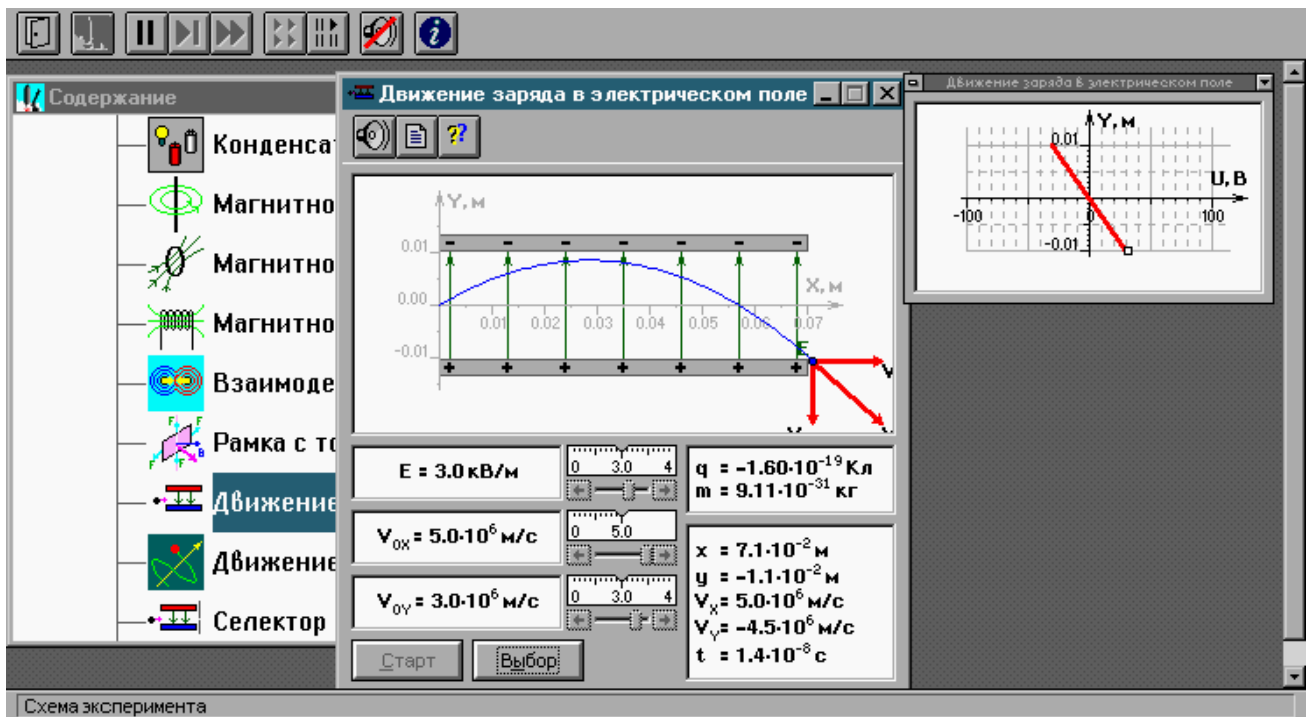 Содержание
Конденса
Магнитно
Магнитно
Магнитно
Взаимоде
Рамка с то
Движение
Движение
Селектор
Движение заряда в электрическом поле
Y, м
0.01
0.00
-0.01
0.01 0.02 0.03 0.04 0.05 0.06 0.07
X, м
E
- - - - - - -
+ + + + + + +
E = 3.0 кВ/м
0 3.0 4
V₀ₓ = 5.0·10⁶ м/с
0 5.0
V₀ᵧ = 3.0·10⁶ м/с
0 3.0 4
Старт Выбор
q = -1.60·10⁻¹⁹ Кл
m = 9.11·10⁻³¹ кг
x = 7.1·10⁻² м
y = -1.1·10⁻² м
Vₓ = 5.0·10⁶ м/с
Vᵧ = -4.5·10⁶ м/с
t = 1.4·10⁻⁸ с
Движение заряда в электрическом поле
Y, м
0.01
U, В
-100 0 100
-0.01
Схема эксперимента